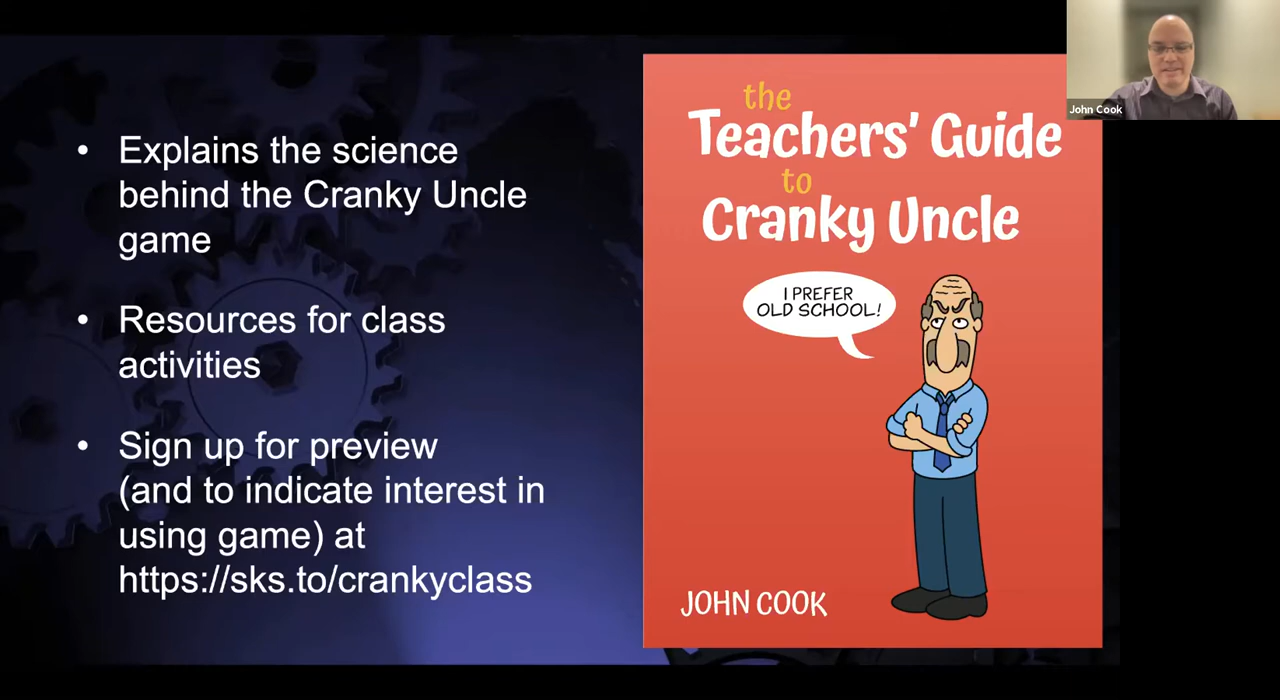 • Explains the science
behind the Cranky Uncle
game
• Resources for class
activities
• Sign up for preview
(and to indicate interest in
using game) at
https://sks.to/crankyclass
the
Teachers’ Guide
to
Cranky Uncle
I PREFER
OLD SCHOOL!
JOHN COOK
John Cook